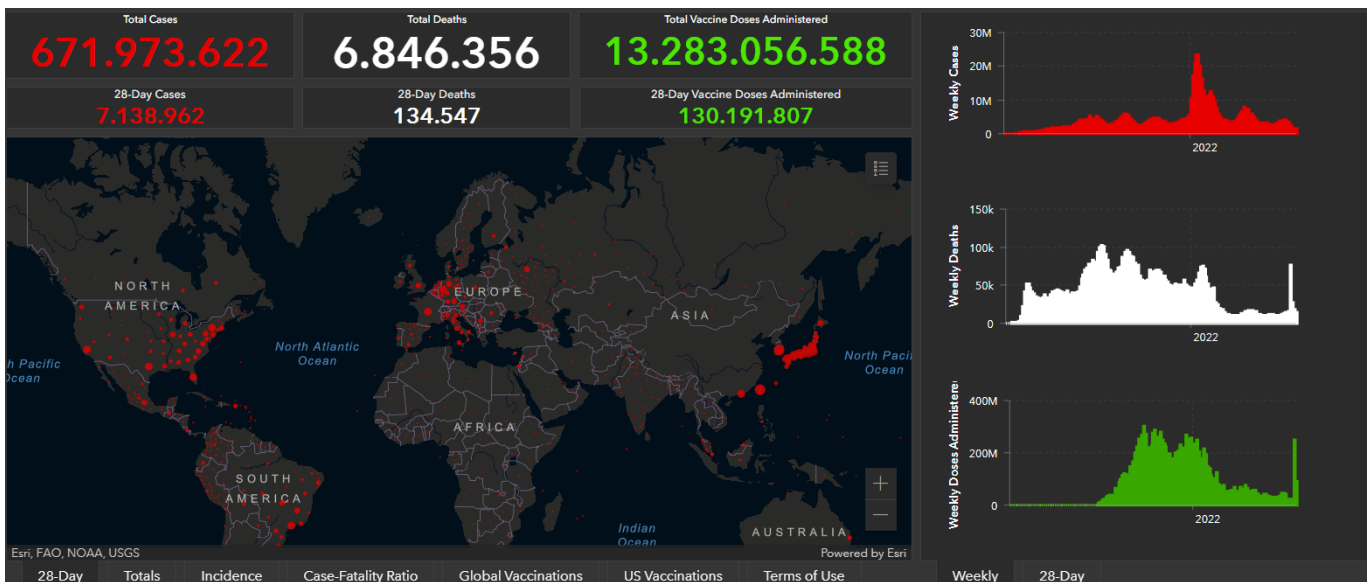 Total Cases
671.973.622
Total Deaths
6.846.356
Total Vaccine Doses Administered
13.283.056.588
28-Day Cases
7.138.962
28-Day Deaths
134.547
28-Day Vaccine Doses Administered
130.191.807
NORTH
AMERICA
EUROPE
ASIA
North Atlantic
Ocean
h Pacific
Ocean
North Pacif
Ocean
AFRICA
SOUTH
AMERICA
Indian
Ocean
AUSTRALIA
+
−
Esri, FAO, NOAA, USGS
Powered by Esri
28-Day
Totals
Incidence
Case-Fatality Ratio
Global Vaccinations
US Vaccinations
Terms of Use
Weekly Cases
30M
20M
10M
0
2022
Weekly Deaths
150k
100k
50k
0
2022
Weekly Doses Administered
400M
200M
0
2022
Weekly
28-Day